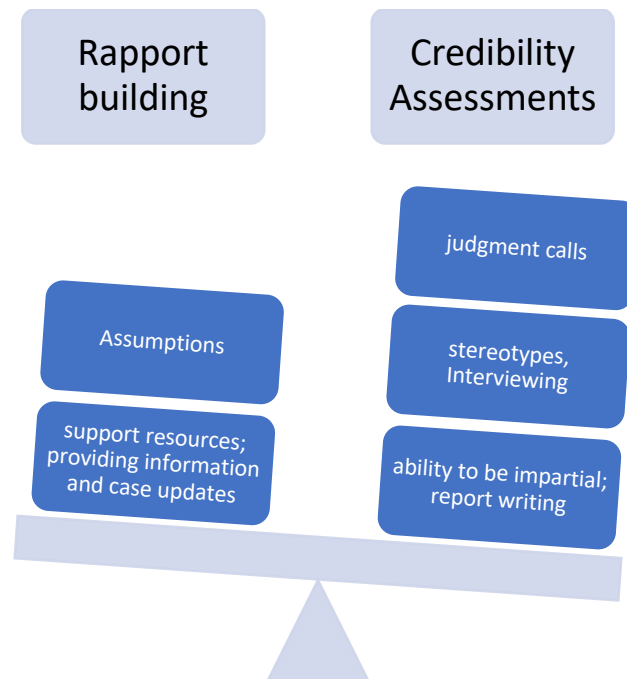 Rapport
building
Credibility
Assessments
Assumptions
support resources;
providing information
and case updates
judgment calls
stereotypes,
Interviewing
ability to be impartial;
report writing